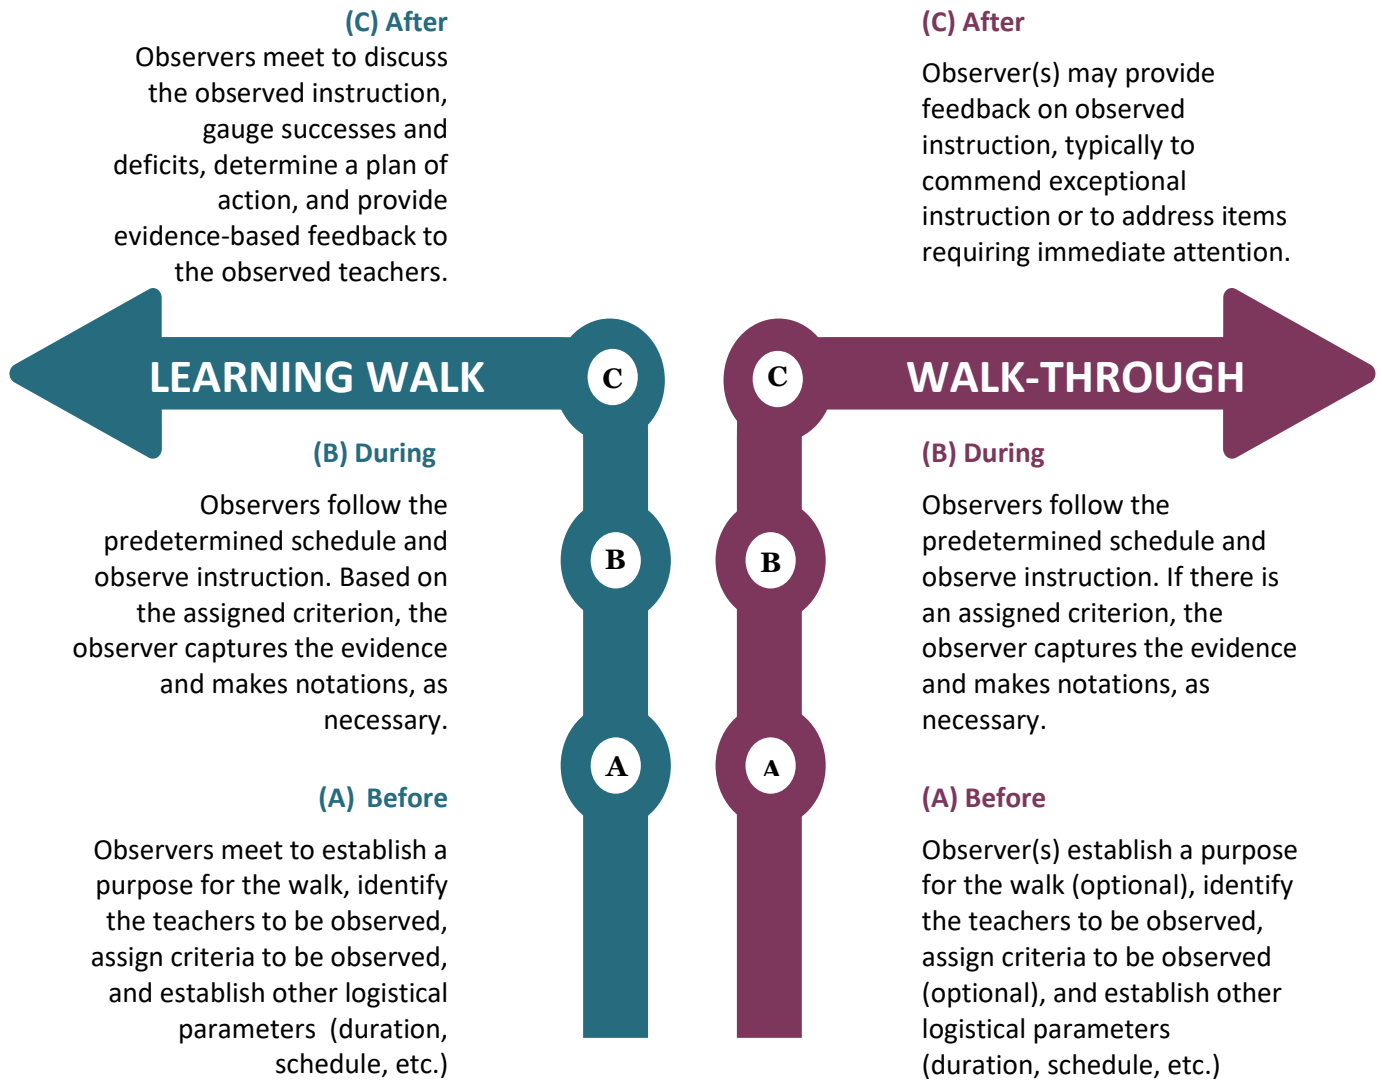 (C) After
Observers meet to discuss
the observed instruction,
gauge successes and
deficits, determine a plan of
action, and provide
evidence-based feedback to
the observed teachers.
LEARNING WALK
C
(B) During
Observers follow the
predetermined schedule and
observe instruction. Based on
the assigned criterion, the
observer captures the evidence
and makes notations, as
necessary.
B
A
(A) Before
Observers meet to establish a
purpose for the walk, identify
the teachers to be observed,
assign criteria to be observed,
and establish other logistical
parameters (duration,
schedule, etc.)
(C) After
Observer(s) may provide
feedback on observed
instruction, typically to
commend exceptional
instruction or to address items
requiring immediate attention.
C
WALK-THROUGH
(B) During
Observers follow the
predetermined schedule and
observe instruction. If there is
an assigned criterion, the
observer captures the evidence
and makes notations, as
necessary.
B
A
(A) Before
Observer(s) establish a purpose
for the walk (optional), identify
the teachers to be observed,
assign criteria to be observed
(optional), and establish other
logistical parameters
(duration, schedule, etc.)